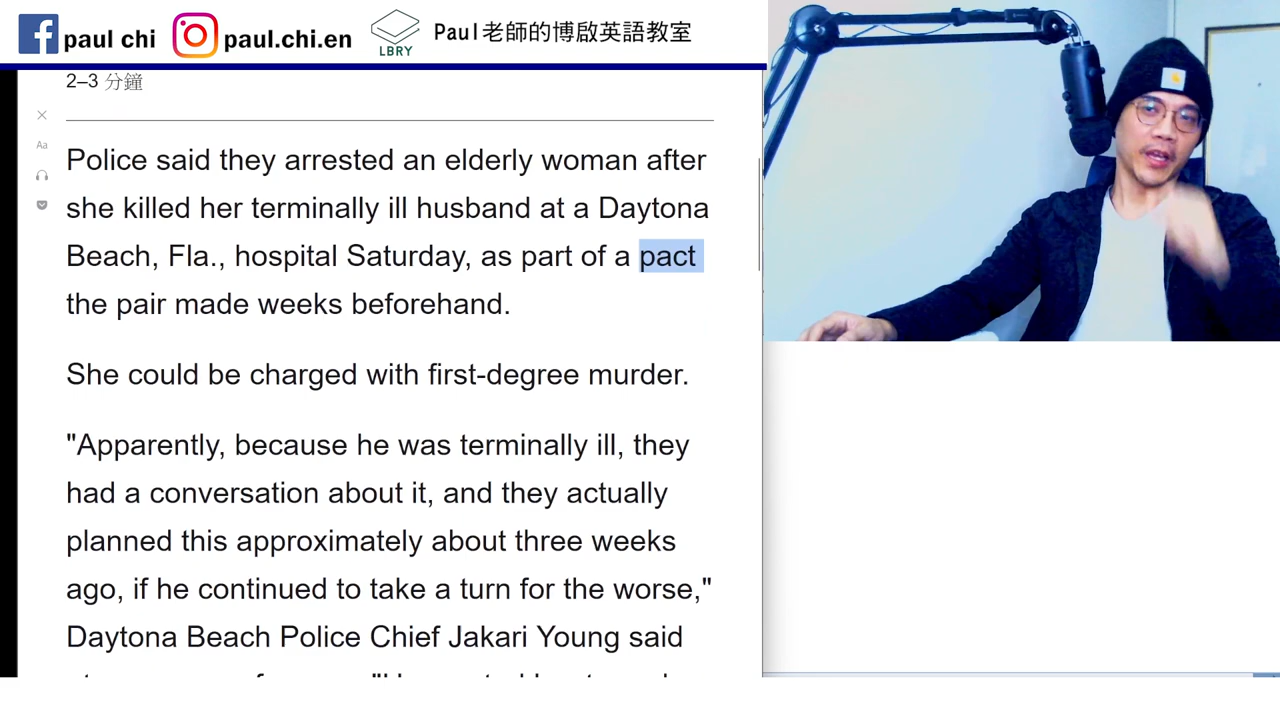 paul chi
paul.chi.en
LBRY
Paul老師的博啟英語教室
2–3 分鐘
Aa
Police said they arrested an elderly woman after
she killed her terminally ill husband at a Daytona
Beach, Fla., hospital Saturday, as part of a pact
the pair made weeks beforehand.
She could be charged with first-degree murder.
"Apparently, because he was terminally ill, they
had a conversation about it, and they actually
planned this approximately about three weeks
ago, if he continued to take a turn for the worse,"
Daytona Beach Police Chief Jakari Young said